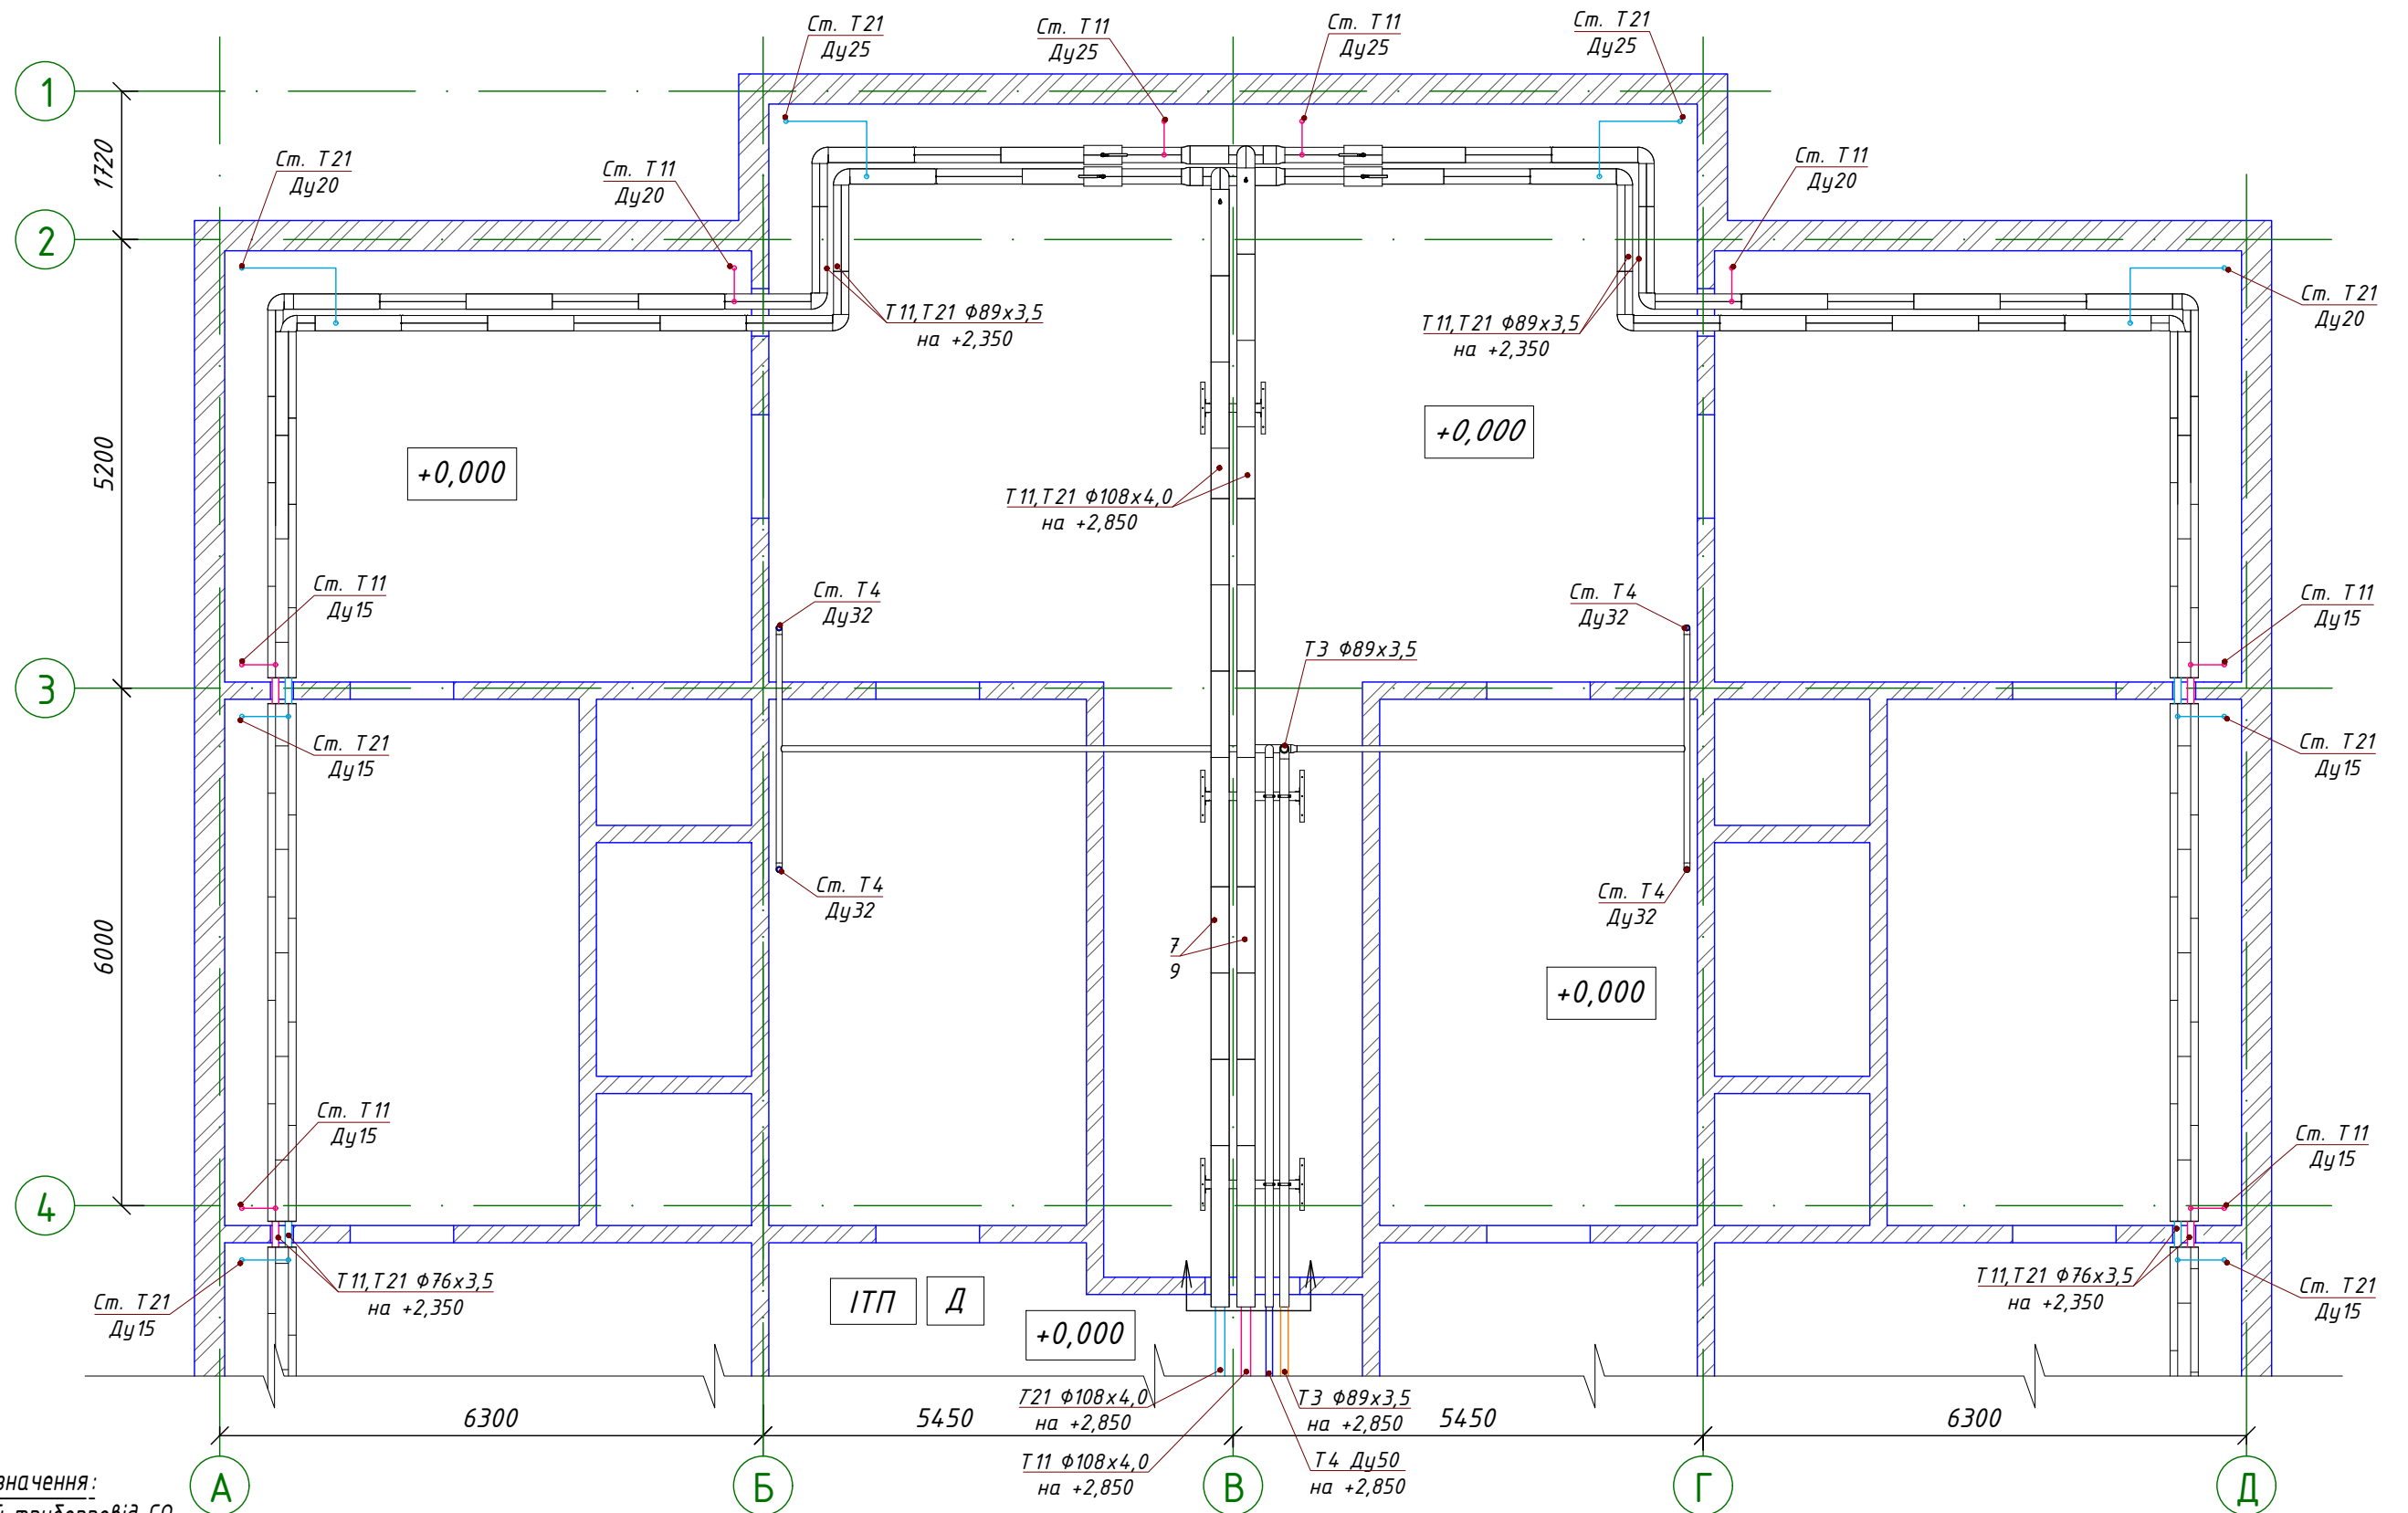 Ст. Т21
Ду25
Ст. Т11
Ду25
Ст. Т11
Ду25
Ст. Т21
Ду25
1
1720
Ст. Т21
Ду20
Ст. Т11
Ду20
Ст. Т11
Ду20
2
Т11,Т21 Ф89х3,5
на +2,350
Т11,Т21 Ф89х3,5
на +2,350
Ст. Т21
Ду20
5200
+0,000
+0,000
Т11,Т21 Ф108х4,0
на +2,850
Ст. Т11
Ду15
Ст. Т4
Ду32
Ст. Т4
Ду32
Ст. Т11
Ду15
Т3 Ф89х3,5
3
Ст. Т21
Ду15
Ст. Т21
Ду15
6000
Ст. Т4
Ду32
Ст. Т4
Ду32
7
9
+0,000
Ст. Т11
Ду15
Ст. Т11
Ду15
4
Т11,Т21 Ф76х3,5
на +2,350
Т11,Т21 Ф76х3,5
на +2,350
Ст. Т21
Ду15
Ст. Т21
Ду15
ІТП
Д
+0,000
Т21 Ф108х4,0
на +2,850
Т3 Ф89х3,5
на +2,850
6300
5450
5450
6300
Т11 Ф108х4,0
на +2,850
Т4 Ду50
на +2,850
А
Б
В
Г
Д
значення:
трубопровід СО